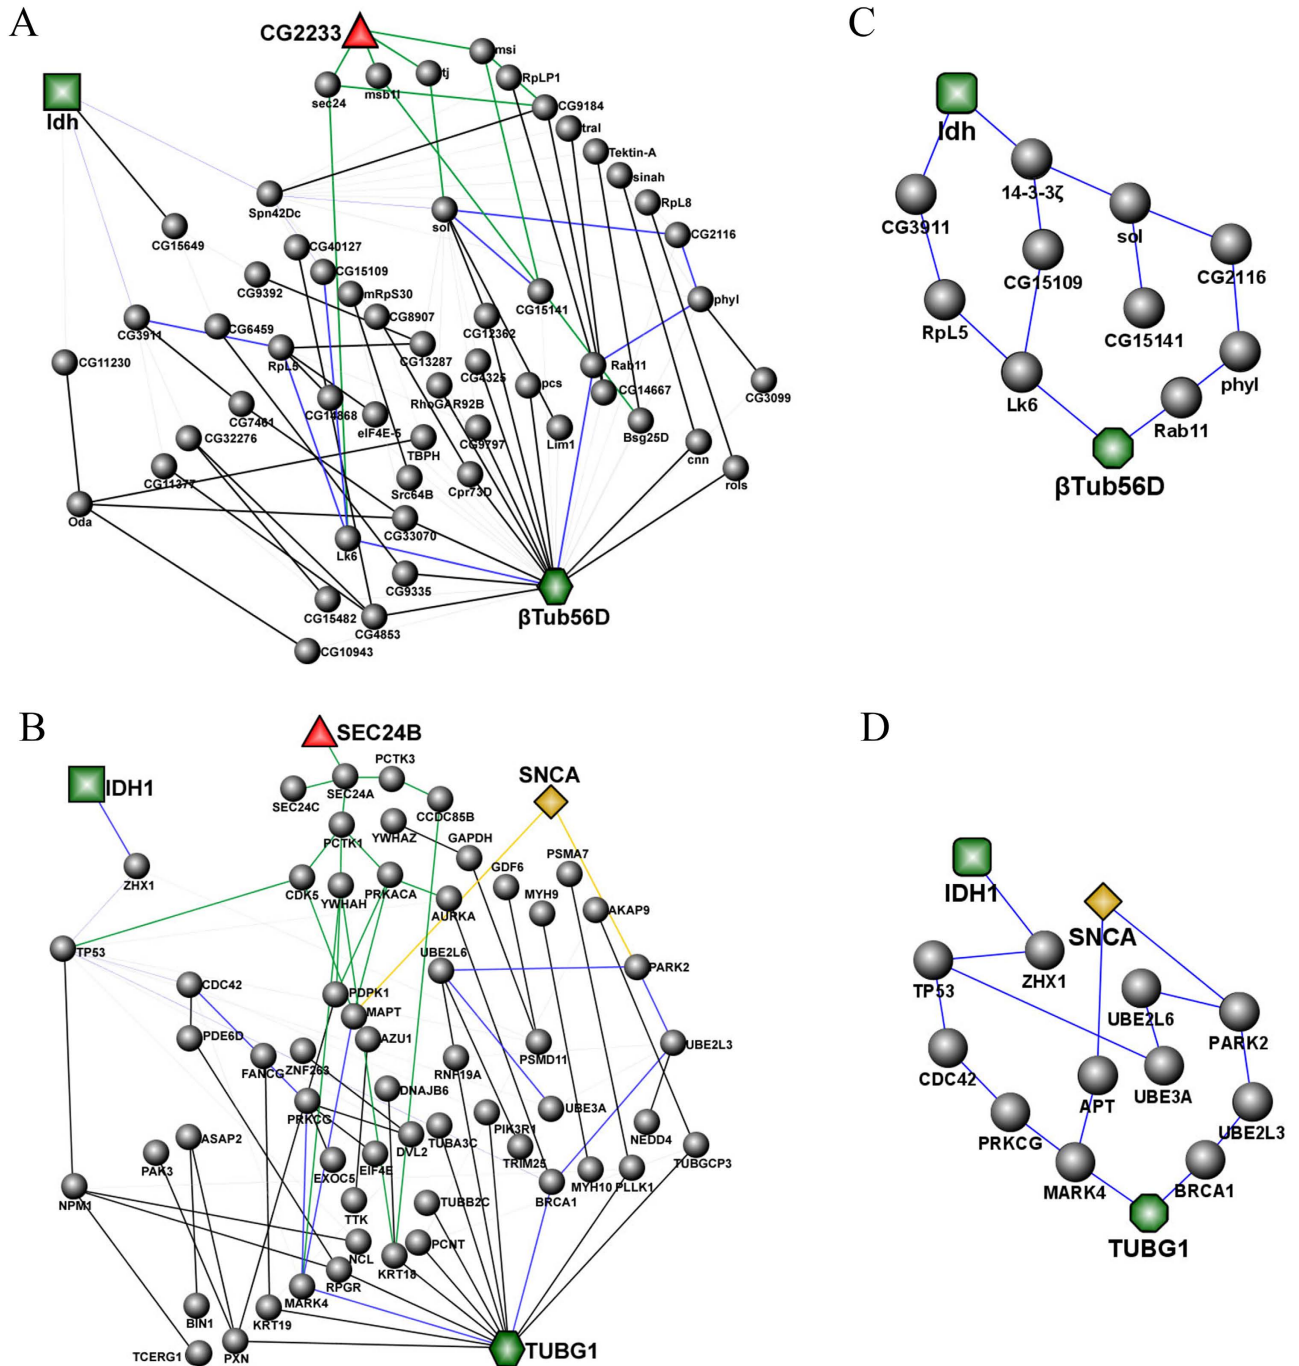 A
CG2233
msi
tj
RpLP1
msb1l
sec24
CG9184
Idh
tral
Tektin-A
sinah
Spn42Dc
RpL8
sol
CG2116
CG15649
CG40127
CG15109
CG9392
mRpS30
phyl
CG15141
CG8907
CG3911
CG6459
CG12362
CG13287
CG11230
RpL5
Rab11
CG4325
CG3099
pcs
CG14667
RhoGAR92B
CG14868
CG7461
eIF4E-5
Bsg25D
CG32276
CG9797
Lim1
TBPH
cnn
CG11377
Src64B
Cpr73D
rols
Oda
CG33070
Lk6
CG9335
CG15482
βTub56D
CG4853
CG10943
C
Idh
14-3-3ζ
CG3911
sol
CG2116
CG15109
RpL5
CG15141
phyl
Lk6
Rab11
βTub56D
B
SEC24B
PCTK3
SNCA
IDH1
SEC24A
SEC24C
CCDC85B
PCTK1
YWHAZ
GAPDH
PSMA7
GDF6
ZHX1
CDK5
YWHAH
PRKACA
MYH9
AURKA
AKAP9
TP53
UBE2L6
PARK2
CDC42
PDPK1
MAPT
PDE6D
AZU1
UBE2L3
FANCG
ZNF263
PSMD11
RNF19A
DNAJB6
UBE3A
PRKCG
PIK3R1
NEDD4
ASAP2
TUBA3C
DVL2
TRIM25
TUBGCP3
PAK3
EXOC5
EIF4E
MYH10
PLLK1
NPM1
BRCA1
TTK
TUBB2C
NCL
PCNT
KRT18
RPGR
MARK4
BIN1
KRT19
TCERG1
PXN
TUBG1
D
IDH1
SNCA
ZHX1
TP53
UBE2L6
PARK2
CDC42
UBE3A
APT
UBE2L3
PRKCG
MARK4
BRCA1
TUBG1